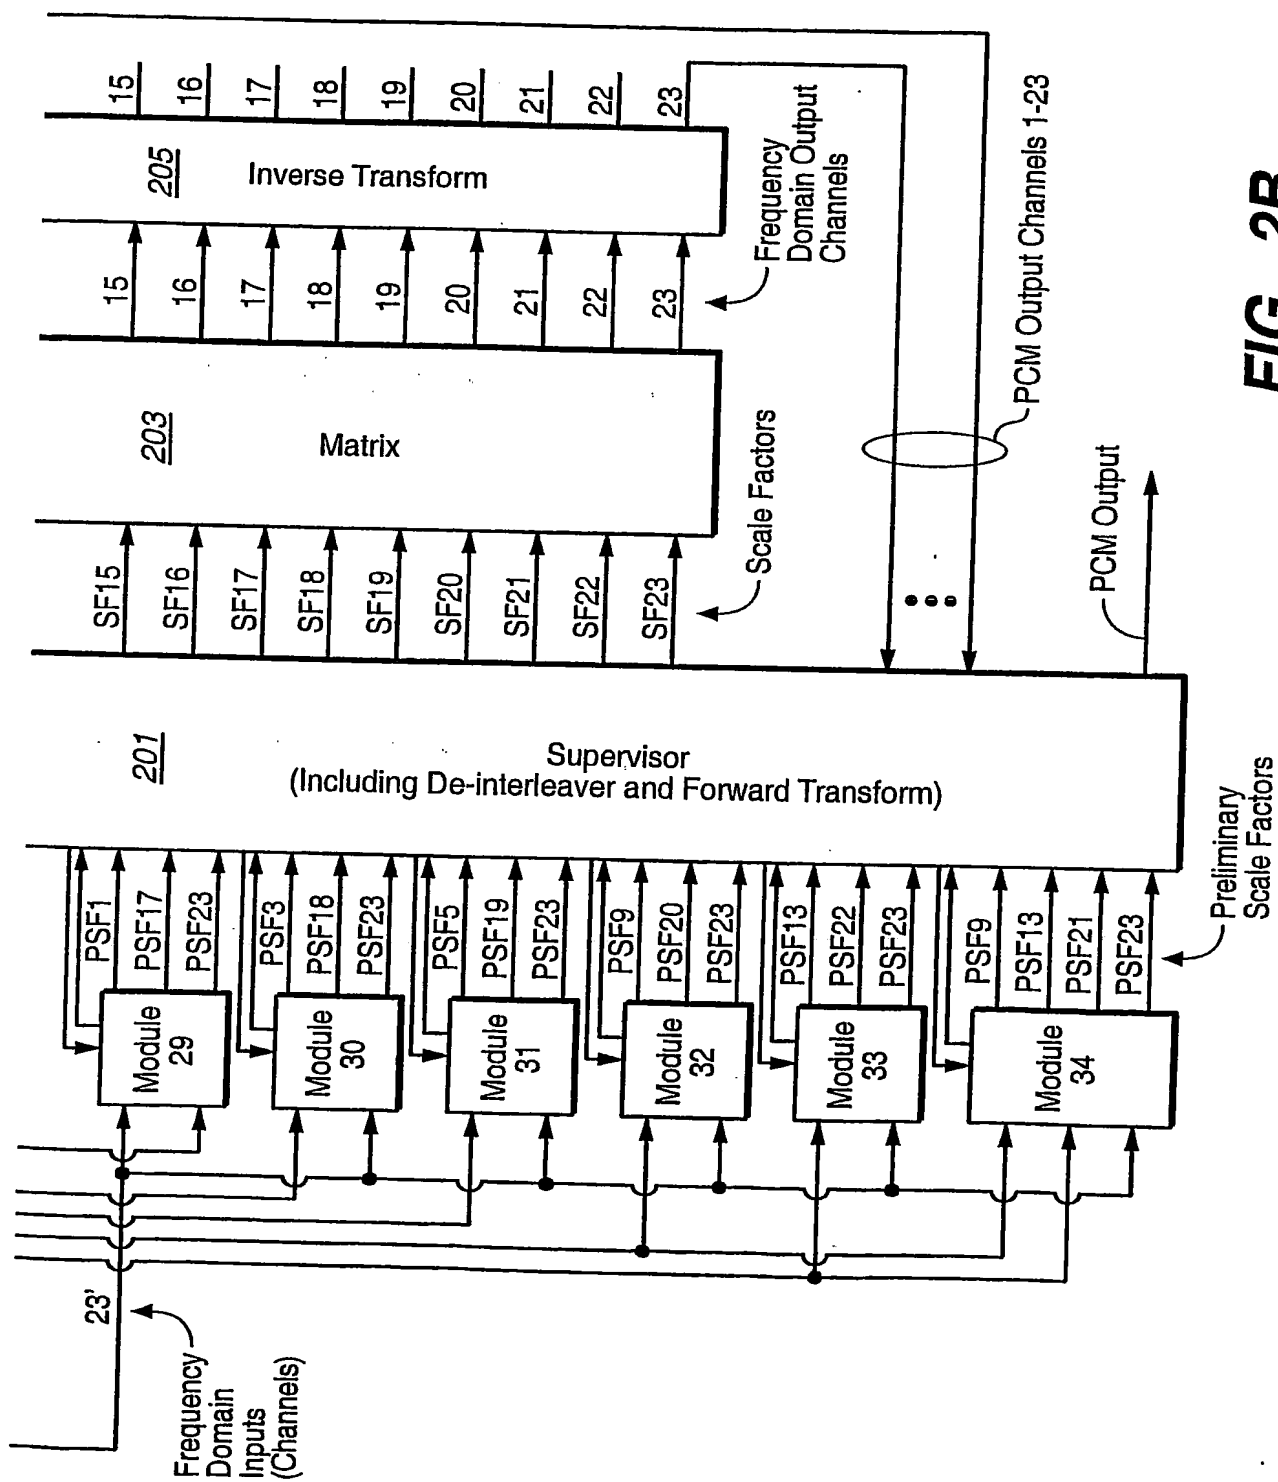 23'
Frequency
Domain
Inputs
(Channels)
Module
29
Module
30
Module
31
Module
32
Module
33
Module
34
PSF1
PSF17
PSF23
PSF3
PSF18
PSF23
PSF5
PSF19
PSF23
PSF9
PSF20
PSF23
PSF13
PSF22
PSF23
PSF9
PSF13
PSF21
PSF23
Preliminary
Scale Factors
201
Supervisor
(Including De-interleaver and Forward Transform)
SF15
SF16
SF17
SF18
SF19
SF20
SF21
SF22
SF23
Scale Factors
PCM Output
203
Matrix
15
16
17
18
19
20
21
22
23
Frequency
Domain Output
Channels
PCM Output Channels 1-23
205
Inverse Transform
15
16
17
18
19
20
21
22
23
FIG._2B